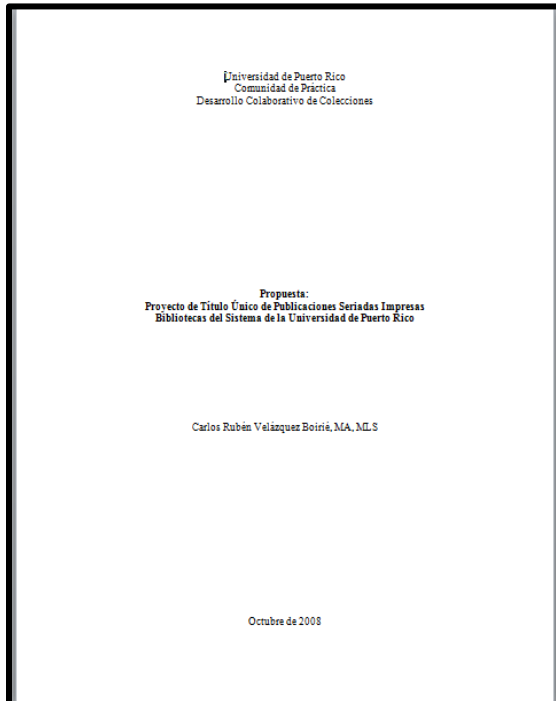 Universidad de Puerto Rico
Comunidad de Práctica
Desarrollo Colaborativo de Colecciones
Propuesta:
Proyecto de Título Único de Publicaciones Seriadas Impresas
Bibliotecas del Sistema de la Universidad de Puerto Rico
Carlos Rubén Velázquez Boirié, MA, MLS
Octubre de 2008